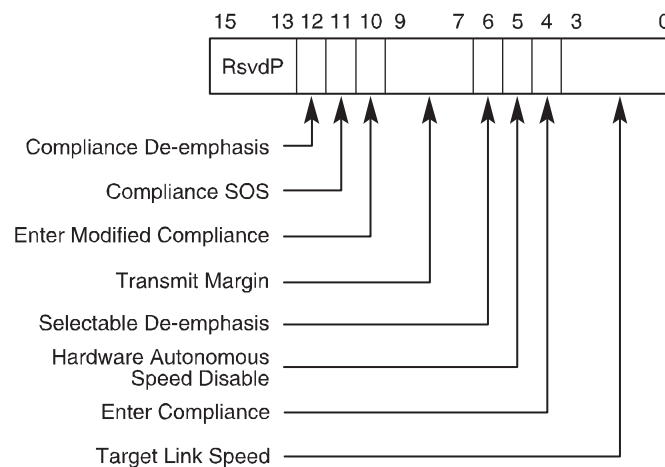 15 13 12 11 10 9 7 6 5 4 3 0
RsvdP
Compliance De-emphasis
Compliance SOS
Enter Modified Compliance
Transmit Margin
Selectable De-emphasis
Hardware Autonomous
Speed Disable
Enter Compliance
Target Link Speed